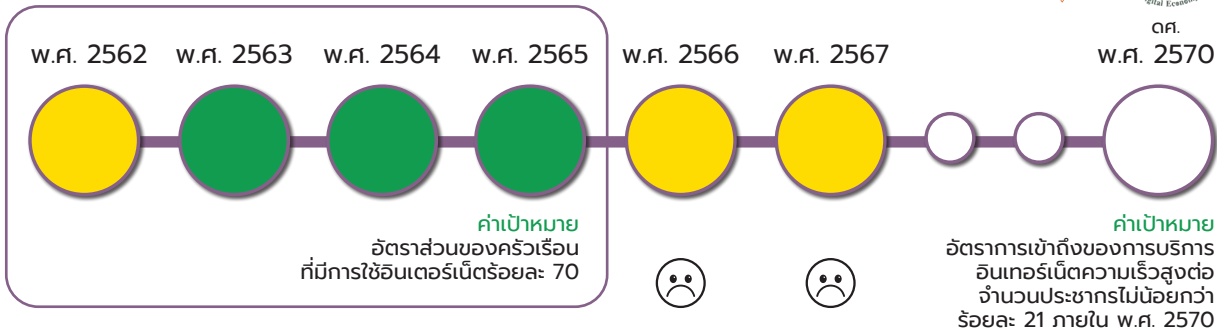 ดศ.
พ.ศ. 2562 พ.ศ. 2563 พ.ศ. 2564 พ.ศ. 2565 พ.ศ. 2566 พ.ศ. 2567 พ.ศ. 2570
ค่าเป้าหมาย
อัตราส่วนของครัวเรือน
ที่มีการใช้อินเตอร์เน็ตร้อยละ 70
ค่าเป้าหมาย
อัตราการเข้าถึงของการบริการ
อินเทอร์เน็ตความเร็วสูงต่อ
จำนวนประชากรไม่น้อยกว่า
ร้อยละ 21 ภายใน พ.ศ. 2570